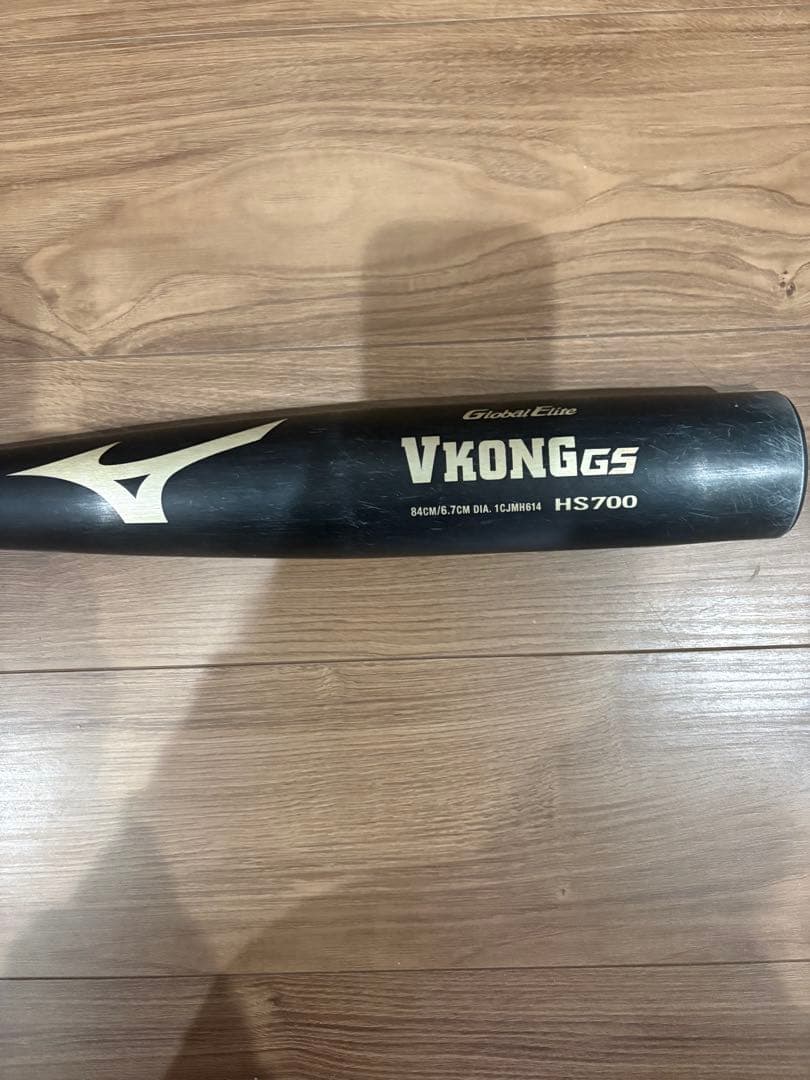 Global Elite
VKONG GS
84CM/6.7CM DIA. 1CJMH614 HS700